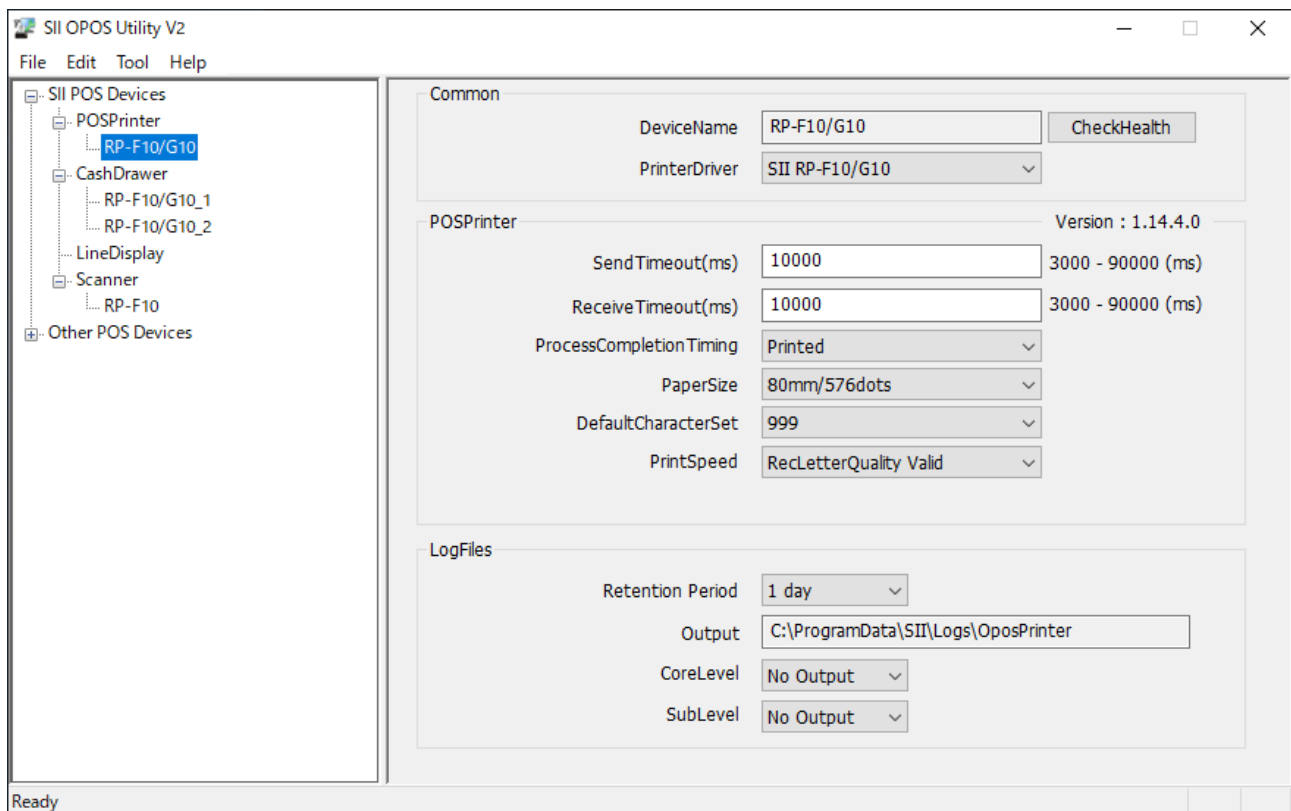 SII OPOS Utility V2
File Edit Tool Help
SII POS Devices
POSPrinter
RP-F10/G10
CashDrawer
RP-F10/G10_1
RP-F10/G10_2
LineDisplay
Scanner
RP-F10
Other POS Devices
Common
DeviceName RP-F10/G10 CheckHealth
PrinterDriver SII RP-F10/G10
POSPrinter Version : 1.14.4.0
SendTimeout(ms) 10000 3000 - 90000 (ms)
ReceiveTimeout(ms) 10000 3000 - 90000 (ms)
ProcessCompletionTiming Printed
PaperSize 80mm/576dots
DefaultCharacterSet 999
PrintSpeed RecLetterQuality Valid
LogFiles
Retention Period 1 day
Output C:\ProgramData\SII\Logs\OposPrinter
CoreLevel No Output
SubLevel No Output
Ready